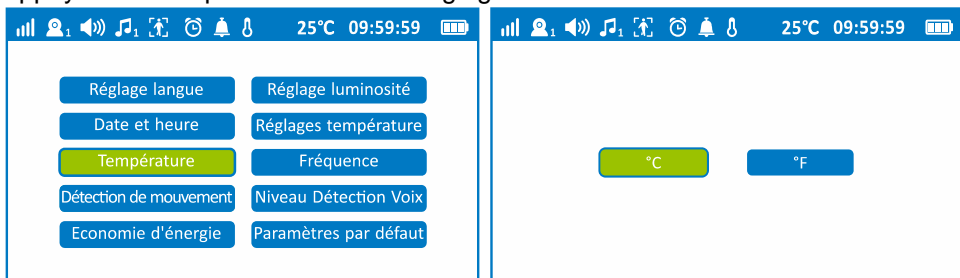 25℃ 09:59:59
Réglage langue
Réglage luminosité
Date et heure
Réglages température
Température
Fréquence
Détection de mouvement
Niveau Détection Voix
Economie d'énergie
Paramètres par défaut
25℃ 09:59:59
°C
°F